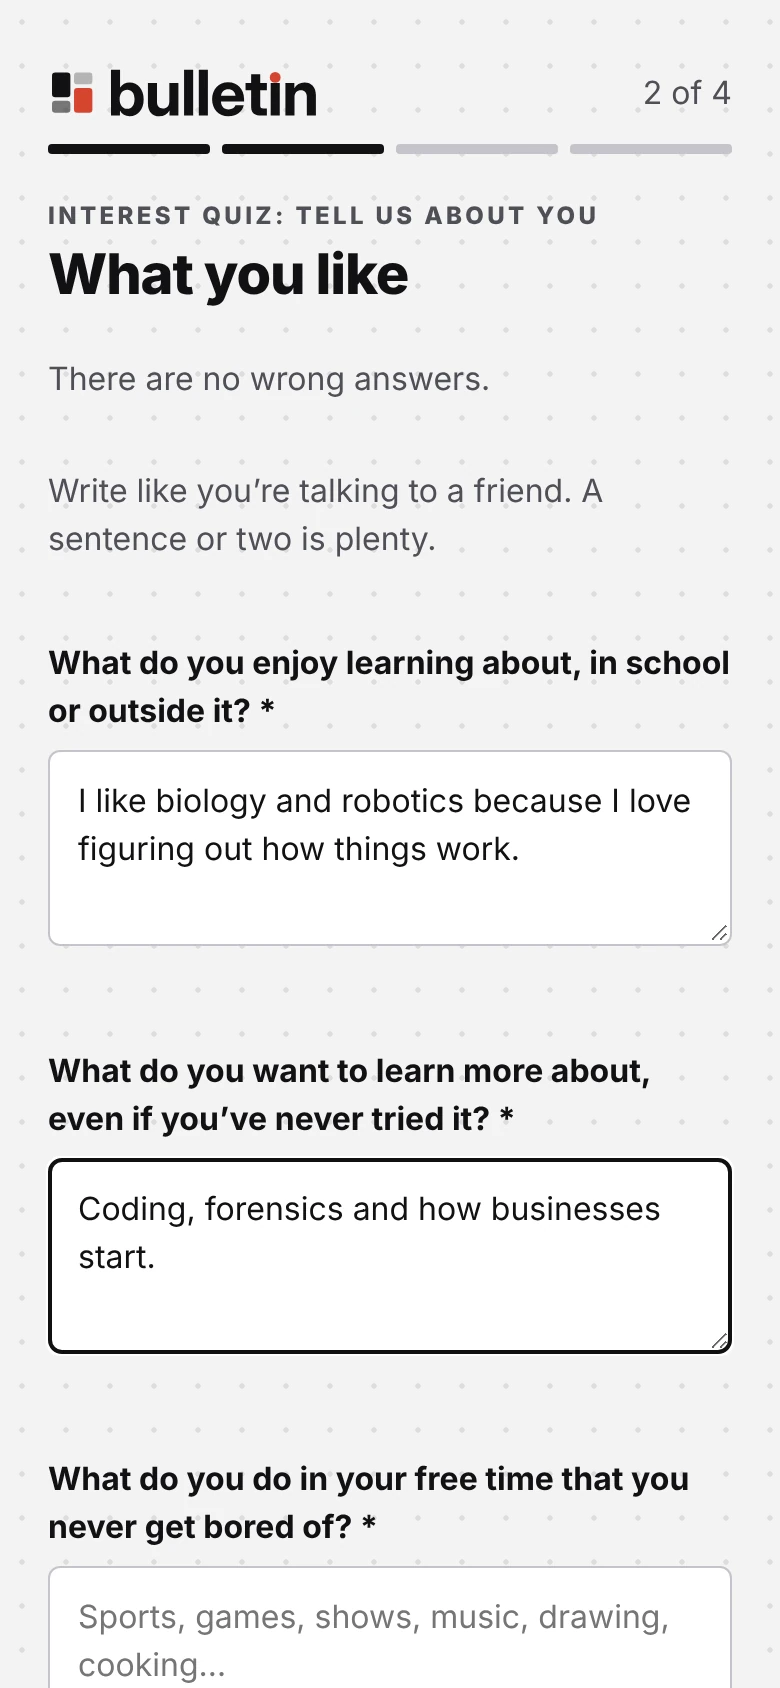 bulletin
2 of 4
INTEREST QUIZ: TELL US ABOUT YOU
What you like
There are no wrong answers.
Write like you’re talking to a friend. A
sentence or two is plenty.
What do you enjoy learning about, in school
or outside it? *
I like biology and robotics because I love
figuring out how things work.
What do you want to learn more about,
even if you’ve never tried it? *
Coding, forensics and how businesses
start.
What do you do in your free time that you
never get bored of? *
Sports, games, shows, music, drawing,
cooking...